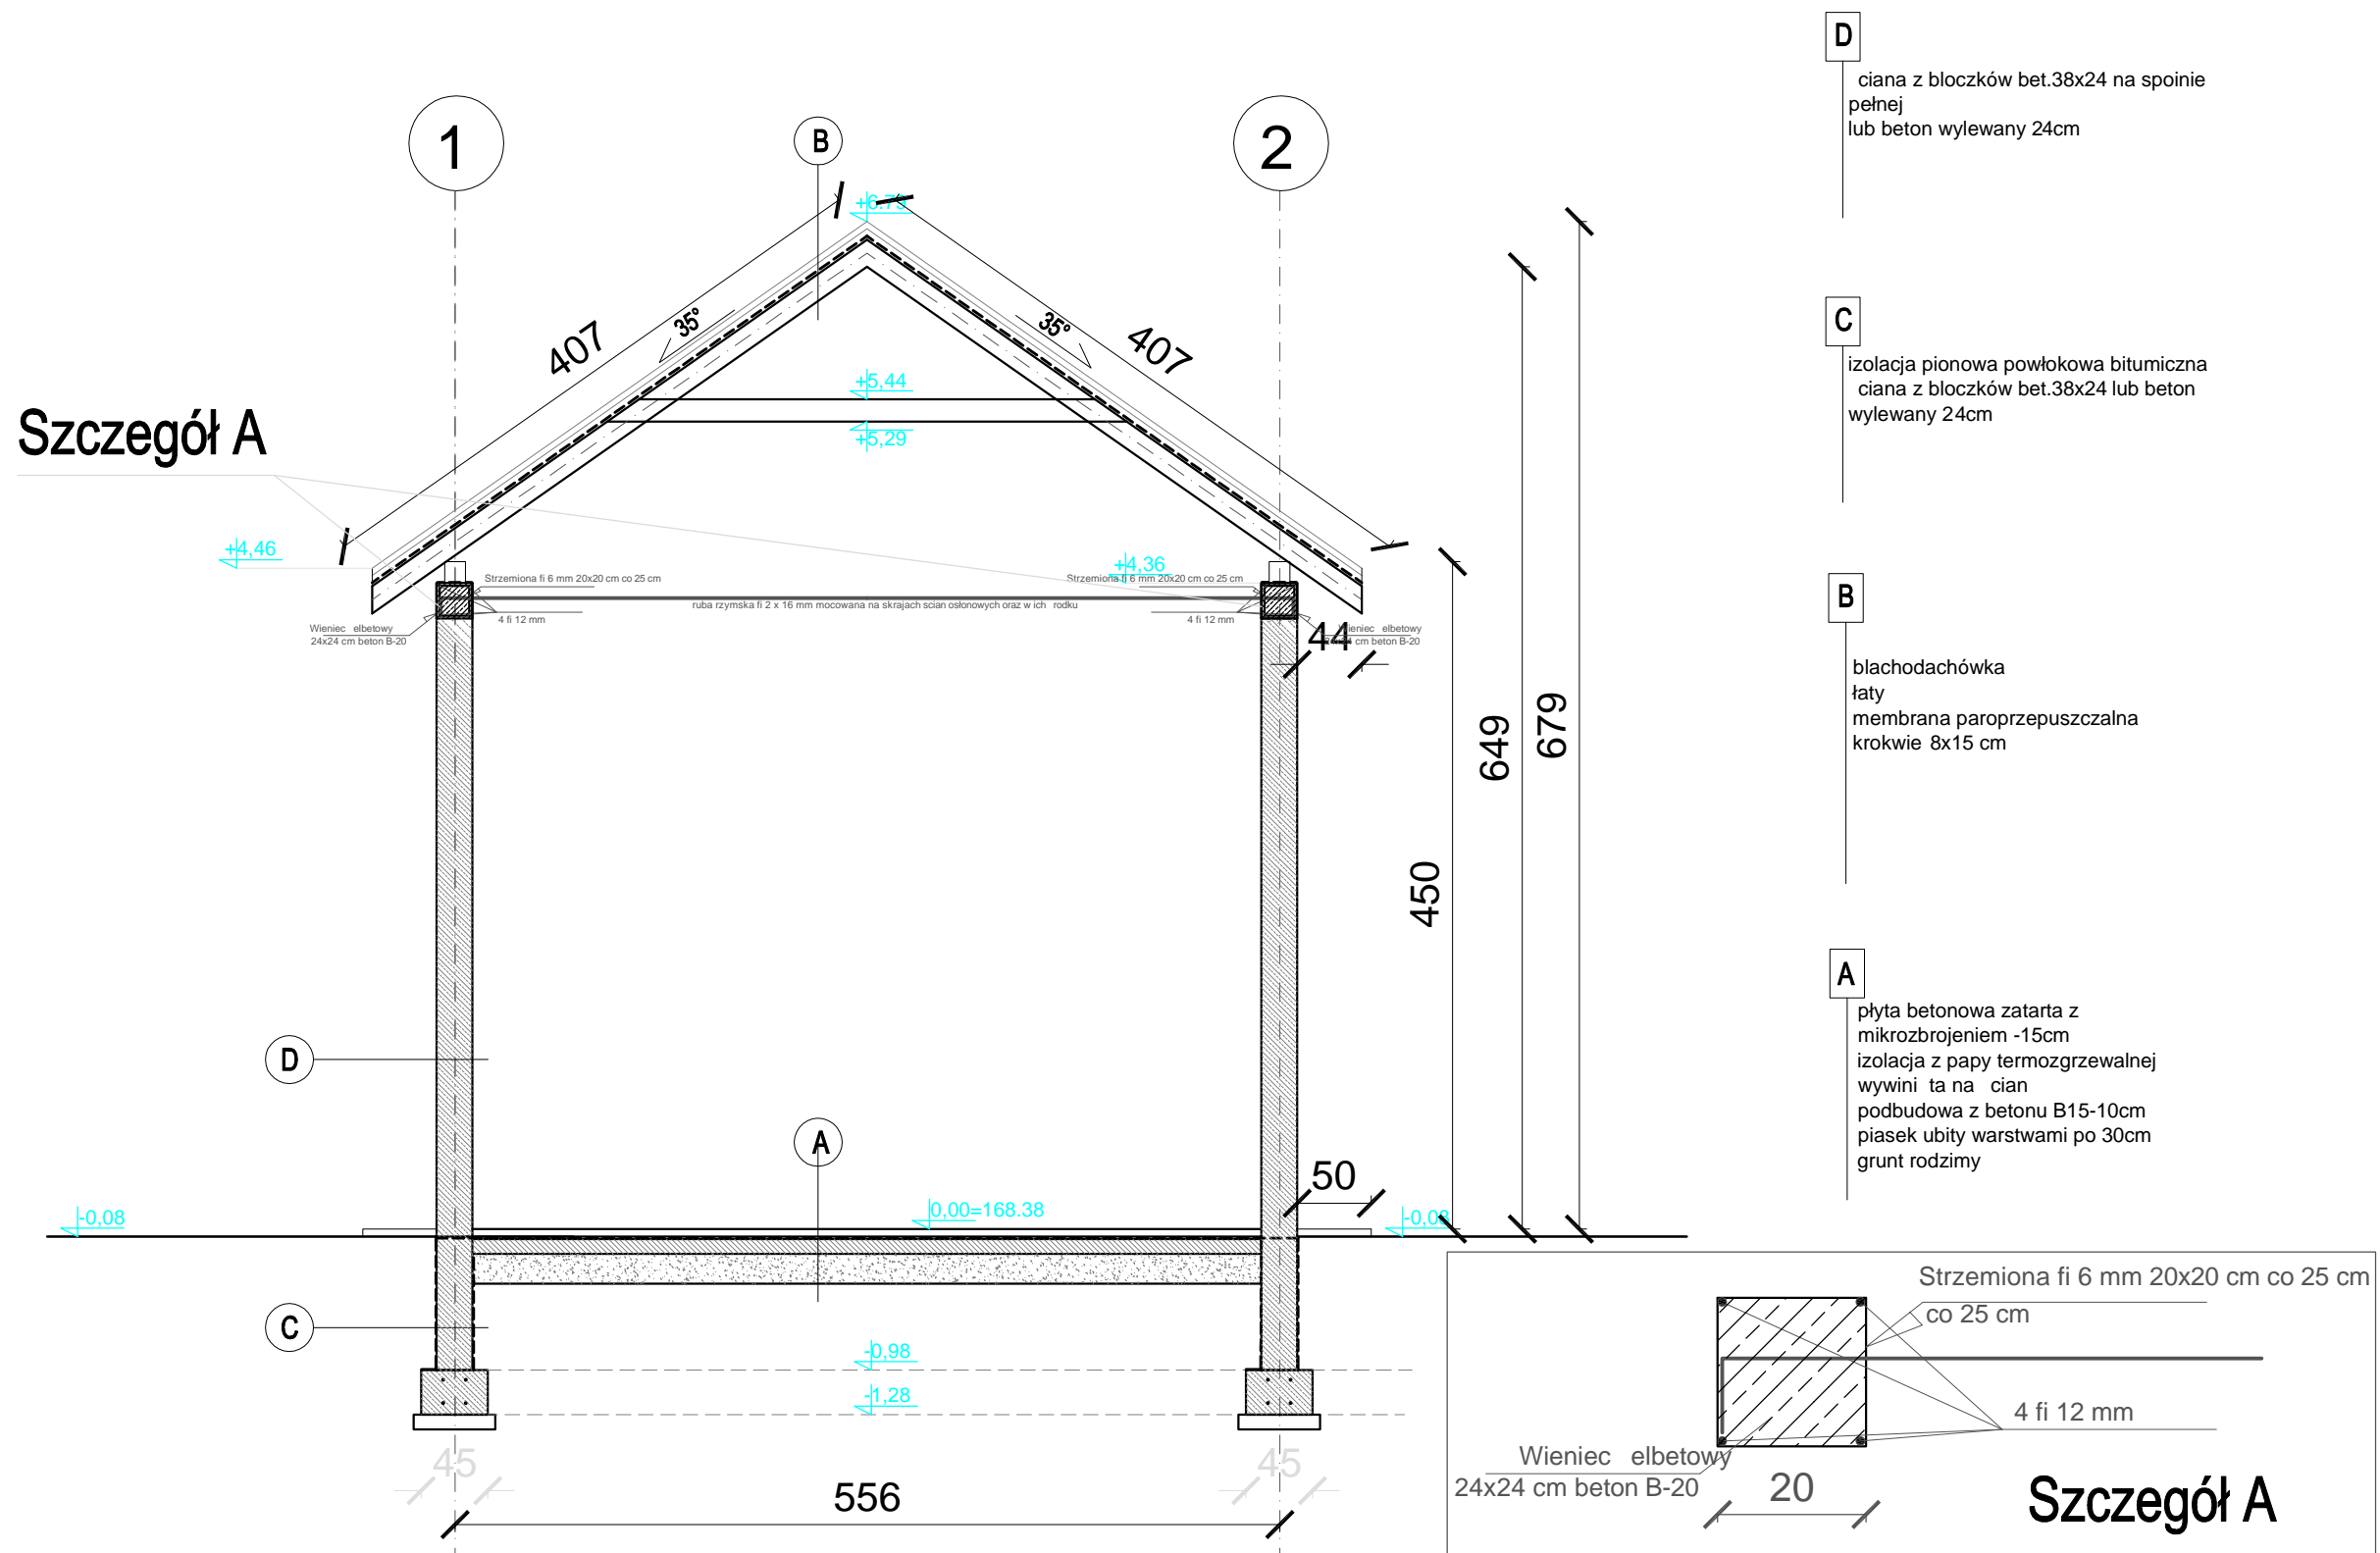 D
ciana z bloczków bet.38x24 na spoinie
pełnej
lub beton wylewany 24cm
1
B
2
+6.79
407
35°
35°
407
C
izolacja pionowa powłokowa bitumiczna
ciana z bloczków bet.38x24 lub beton
wylewany 24cm
+5,44
+5,29
Szczegół A
+4,46
+4,36
Strzemiona fi 6 mm 20x20 cm co 25 cm
Strzemiona fi 6 mm 20x20 cm co 25 cm
ruba rzymska fi 2 x 16 mm mocowana na skrajach scian osłonowych oraz w ich rodku
4 fi 12 mm
4 fi 12 mm
Wieniec elbetowy
24x24 cm beton B-20
Wieniec elbetowy
24x24 cm beton B-20
44
B
blachodachówka
łaty
membrana paroprzepuszczalna
krokwie 8x15 cm
450
649
679
A
płyta betonowa zatarta z
mikrozbrojeniem -15cm
izolacja z papy termozgrzewalnej
wywini ta na cian
podbudowa z betonu B15-10cm
piasek ubity warstwami po 30cm
grunt rodzimy
D
A
50
-0,08
0,00=168.38
-0,08
C
-0,98
-1,28
45
45
556
Strzemiona fi 6 mm 20x20 cm co 25 cm
co 25 cm
4 fi 12 mm
Wieniec elbetowy
24x24 cm beton B-20
20
Szczegół A